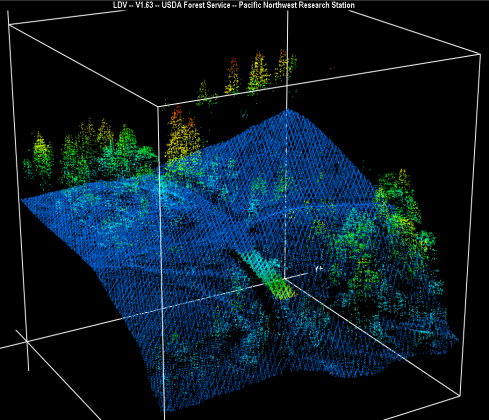 LDV -- V1.63 -- USDA Forest Service -- Pacific Northwest Research Station